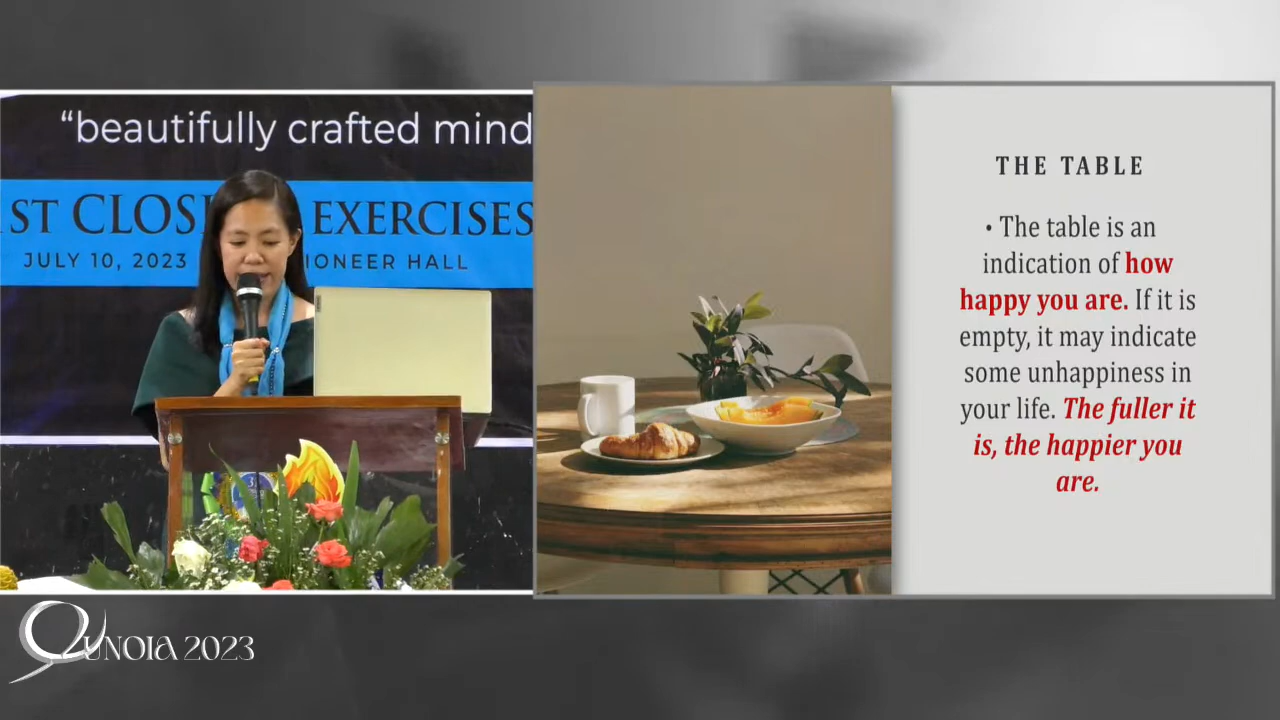 “beautifully crafted mind
ST CLOSI EXERCISES
JULY 10, 2023
IONEER HALL
THE TABLE
• The table is an
indication of how
happy you are. If it is
empty, it may indicate
some unhappiness in
your life. The fuller it
is, the happier you
are.
QUNOIA 2023